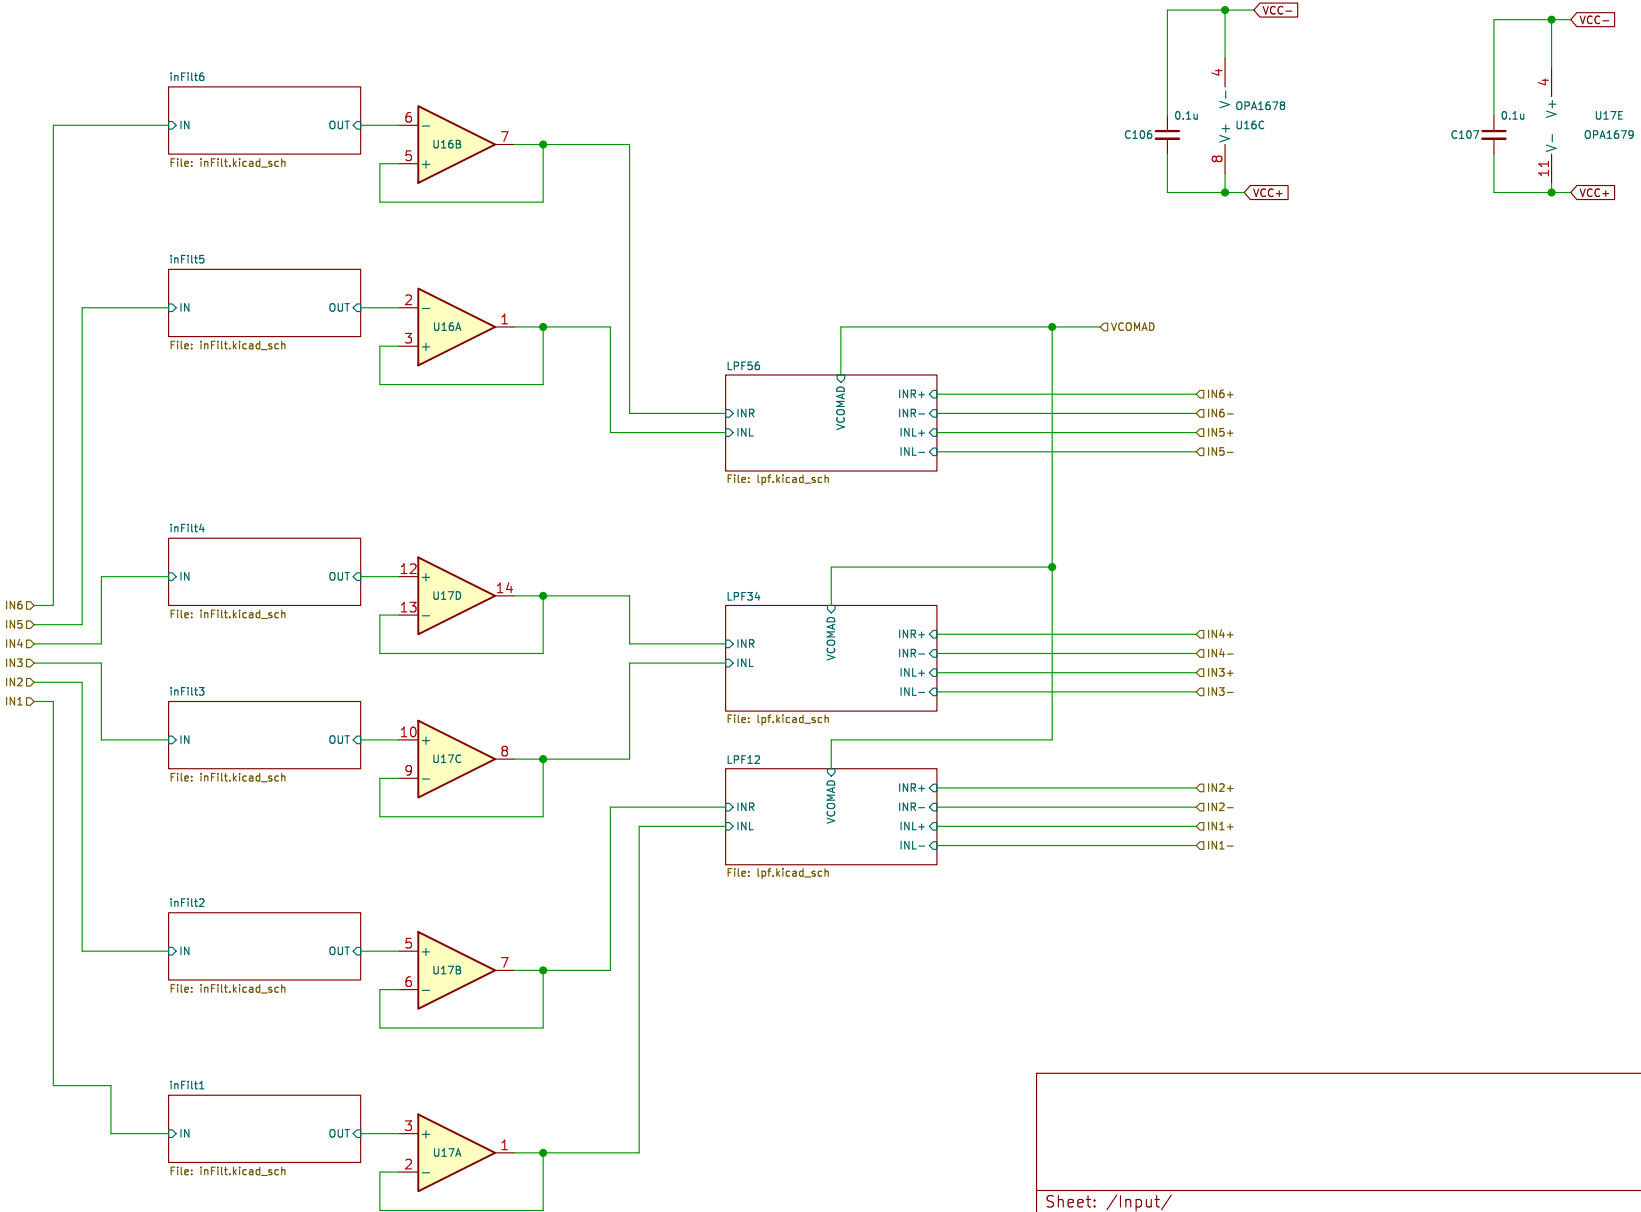 VCC-
VCC-
inFilt6
IN
OUT
File: inFilt.kicad_sch
6
5
U16B
7
−
+
4
V-
OPA1678
U16C
V+
8
0.1u
C106
VCC+
4
V+
U17E
OPA1679
V-
11
0.1u
C107
VCC+
inFilt5
IN
OUT
File: inFilt.kicad_sch
2
3
U16A
1
−
+
VCOMAD
LPF56
VCOMAD
INR
INL
INR+
INR-
INL+
INL-
IN6+
IN6-
IN5+
IN5-
File: lpf.kicad_sch
inFilt4
IN
OUT
File: inFilt.kicad_sch
12
13
U17D
14
+
−
IN6
IN5
IN4
IN3
IN2
IN1
LPF34
VCOMAD
INR
INL
INR+
INR-
INL+
INL-
IN4+
IN4-
IN3+
IN3-
File: lpf.kicad_sch
inFilt3
IN
OUT
File: inFilt.kicad_sch
10
9
U17C
8
+
−
LPF12
VCOMAD
INR
INL
INR+
INR-
INL+
INL-
IN2+
IN2-
IN1+
IN1-
File: lpf.kicad_sch
inFilt2
IN
OUT
File: inFilt.kicad_sch
5
6
U17B
7
+
−
inFilt1
IN
OUT
File: inFilt.kicad_sch
3
2
U17A
1
+
−
Sheet: /Input/